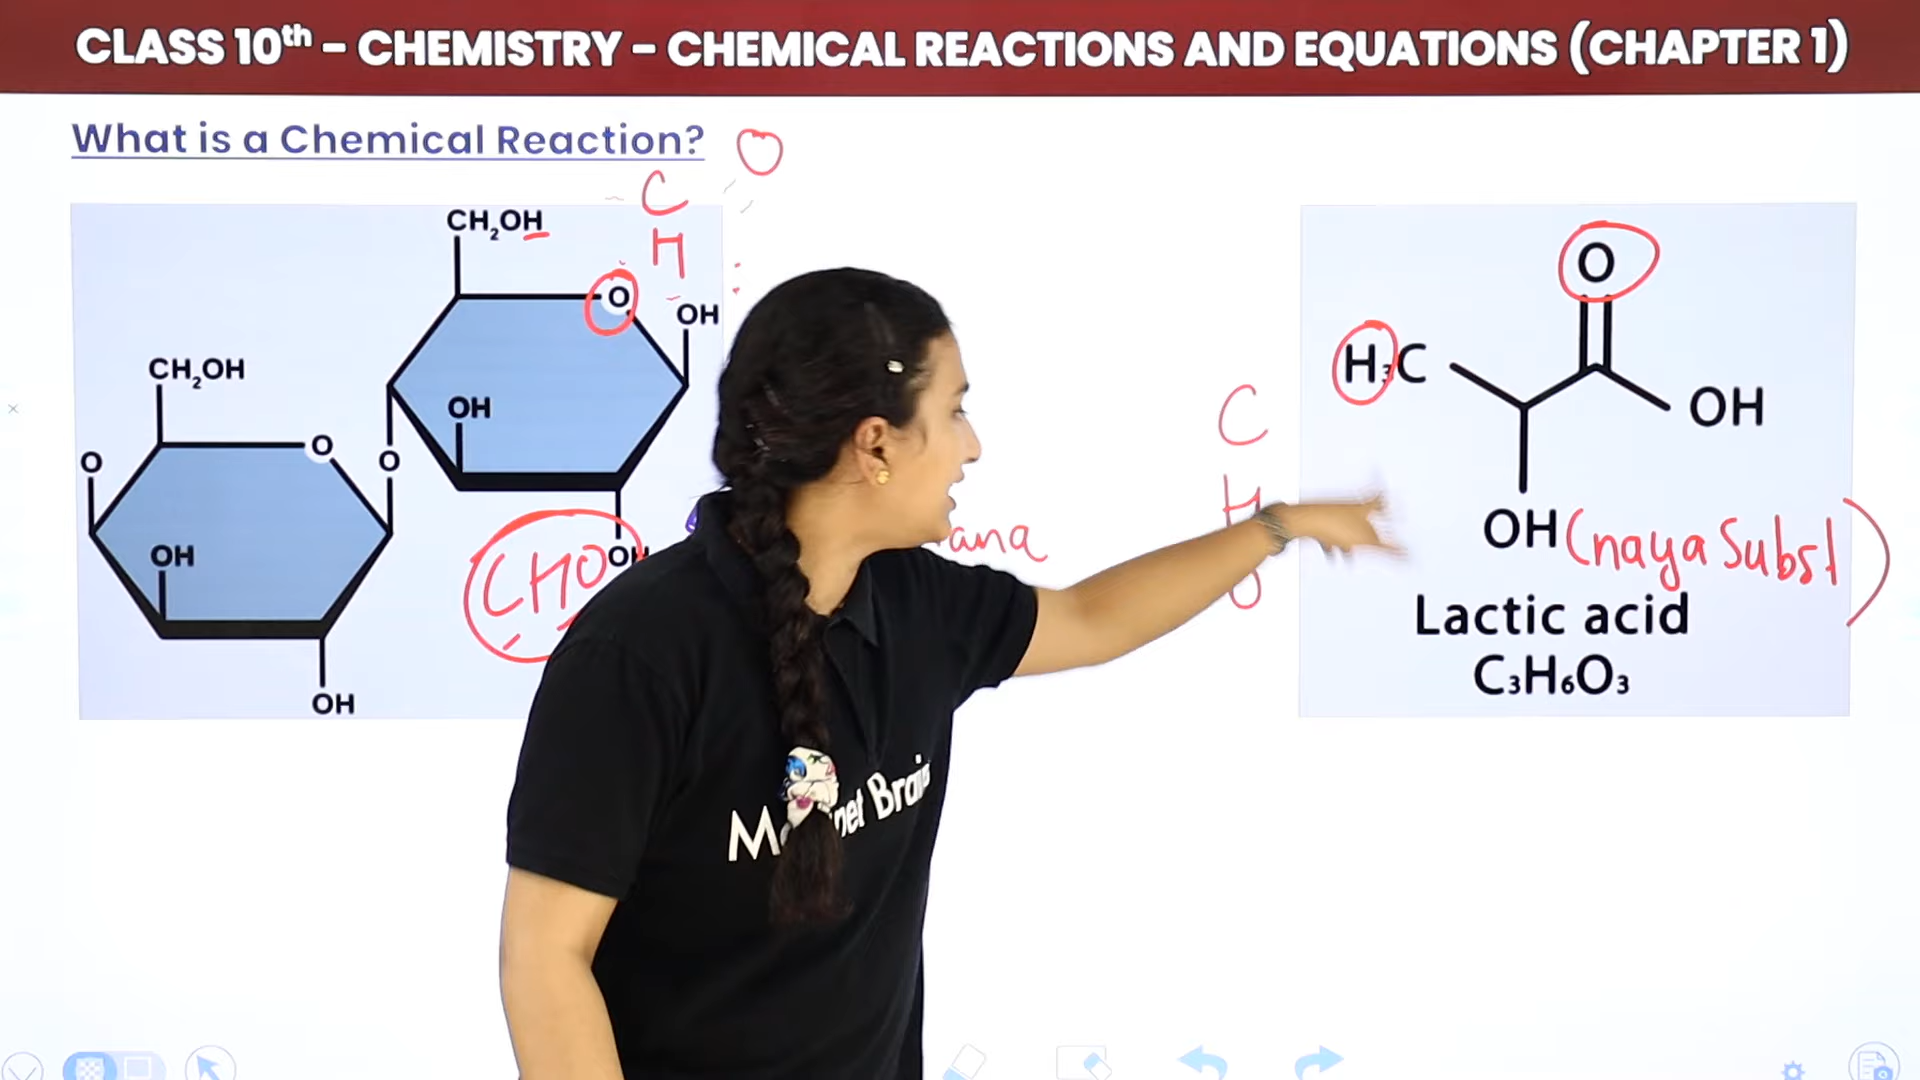 CLASS 10th - CHEMISTRY - CHEMICAL REACTIONS AND EQUATIONS (CHAPTER 1)
What is a Chemical Reaction?
O
C
H
CH₂OH
O
OH
OH
OH
CH₂OH
O
O
O
OH
OH
CHO
C
H
O
O
H₃C
OH
OH
(naya Subst)
Lactic acid
C₃H₆O₃